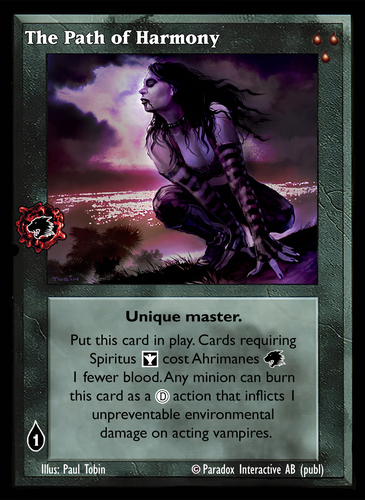 The Path of Harmony
TOBIN
Unique master.
Put this card in play. Cards requiring
Spiritus cost Ahrimanes
1 fewer blood. Any minion can burn
this card as a D action that inflicts 1
unpreventable environmental
damage on acting vampires.
1
Illus: Paul Tobin
© Paradox Interactive AB (publ)